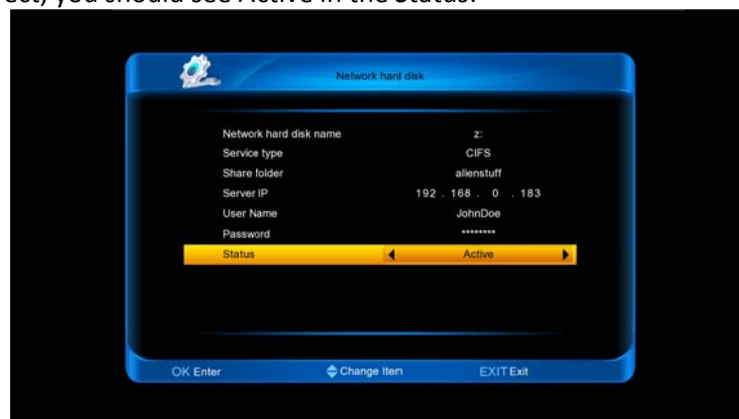 ect, you should see Active in the Status.
Network hard disk
Network hard disk name z:
Service type CIFS
Share folder alienstuff
Server IP 192 . 168 . 0 . 183
User Name JohnDoe
Password ********
Status Active
OK Enter Change Item EXIT Exit